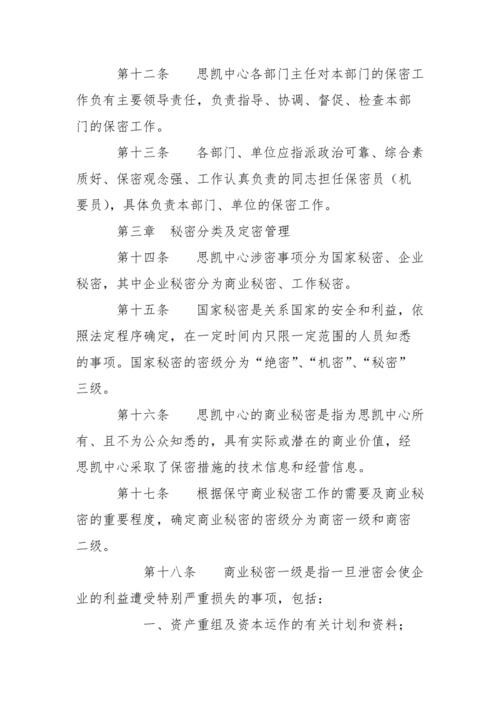 第十二条　　思凯中心各部门主任对本部门的保密工
作负有主要领导责任，负责指导、协调、督促、检查本部
门的保密工作。
第十三条　　各部门、单位应指派政治可靠、综合素
质好、保密观念强、工作认真负责的同志担任保密员（机
要员），具体负责本部门、单位的保密工作。
第三章　秘密分类及定密管理
第十四条　　思凯中心涉密事项分为国家秘密、企业
秘密，其中企业秘密分为商业秘密、工作秘密。
第十五条　　国家秘密是关系国家的安全和利益，依
照法定程序确定，在一定时间内只限一定范围的人员知悉
的事项。国家秘密的密级分为“绝密”、“机密”、“秘密”
三级。
第十六条　　思凯中心的商业秘密是指为思凯中心所
有、且不为公众知悉的，具有实际或潜在的商业价值，经
思凯中心采取了保密措施的技术信息和经营信息。
第十七条　　根据保守商业秘密工作的需要及商业秘
密的重要程度，确定商业秘密的密级分为商密一级和商密
二级。
第十八条　　商业秘密一级是指一旦泄密会使企
业的利益遭受特别严重损失的事项，包括：
一、资产重组及资本运作的有关计划和资料；